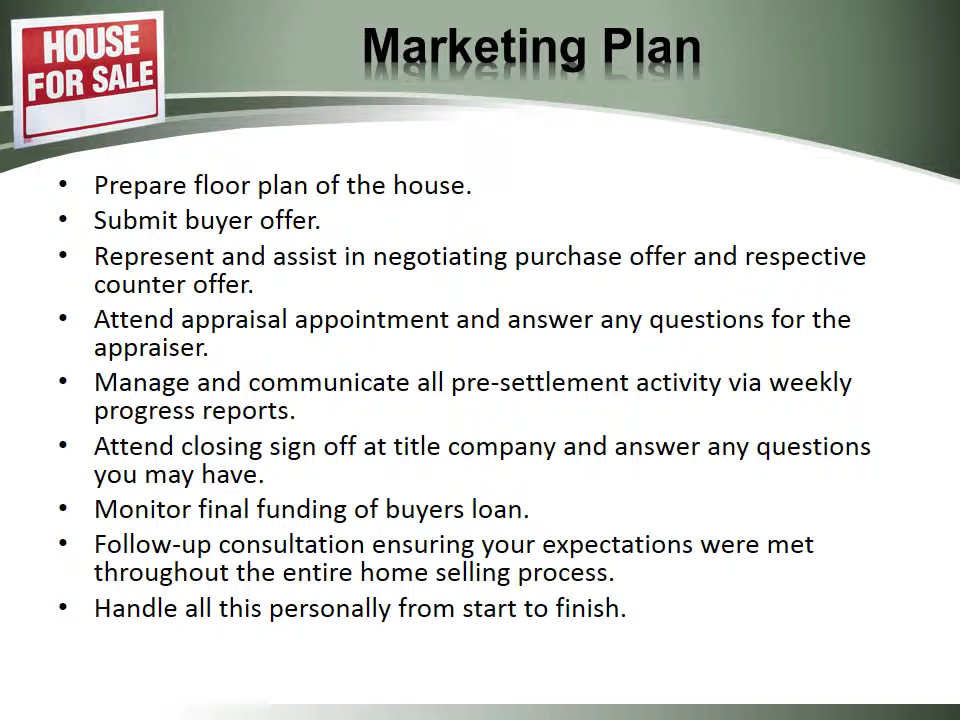 HOUSE
FOR SALE
Marketing Plan
• Prepare floor plan of the house.
• Submit buyer offer.
• Represent and assist in negotiating purchase offer and respective
counter offer.
• Attend appraisal appointment and answer any questions for the
appraiser.
• Manage and communicate all pre-settlement activity via weekly
progress reports.
• Attend closing sign off at title company and answer any questions
you may have.
• Monitor final funding of buyers loan.
• Follow-up consultation ensuring your expectations were met
throughout the entire home selling process.
• Handle all this personally from start to finish.